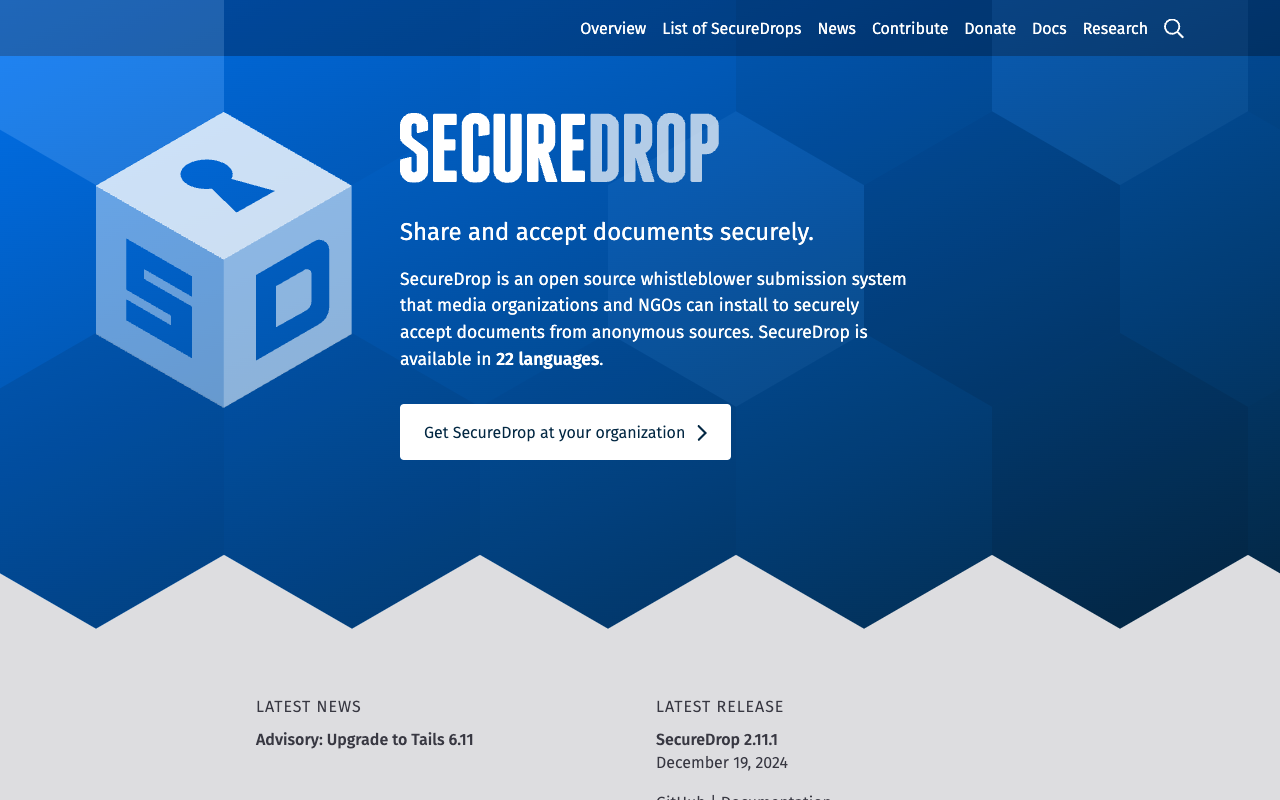 Overview List of SecureDrops News Contribute Donate Docs Research
SECUREDROP
S D
Share and accept documents securely.
SecureDrop is an open source whistleblower submission system
that media organizations and NGOs can install to securely
accept documents from anonymous sources. SecureDrop is
available in 22 languages.
Get SecureDrop at your organization
LATEST NEWS
Advisory: Upgrade to Tails 6.11
LATEST RELEASE
SecureDrop 2.11.1
December 19, 2024
GitHub | Documentation